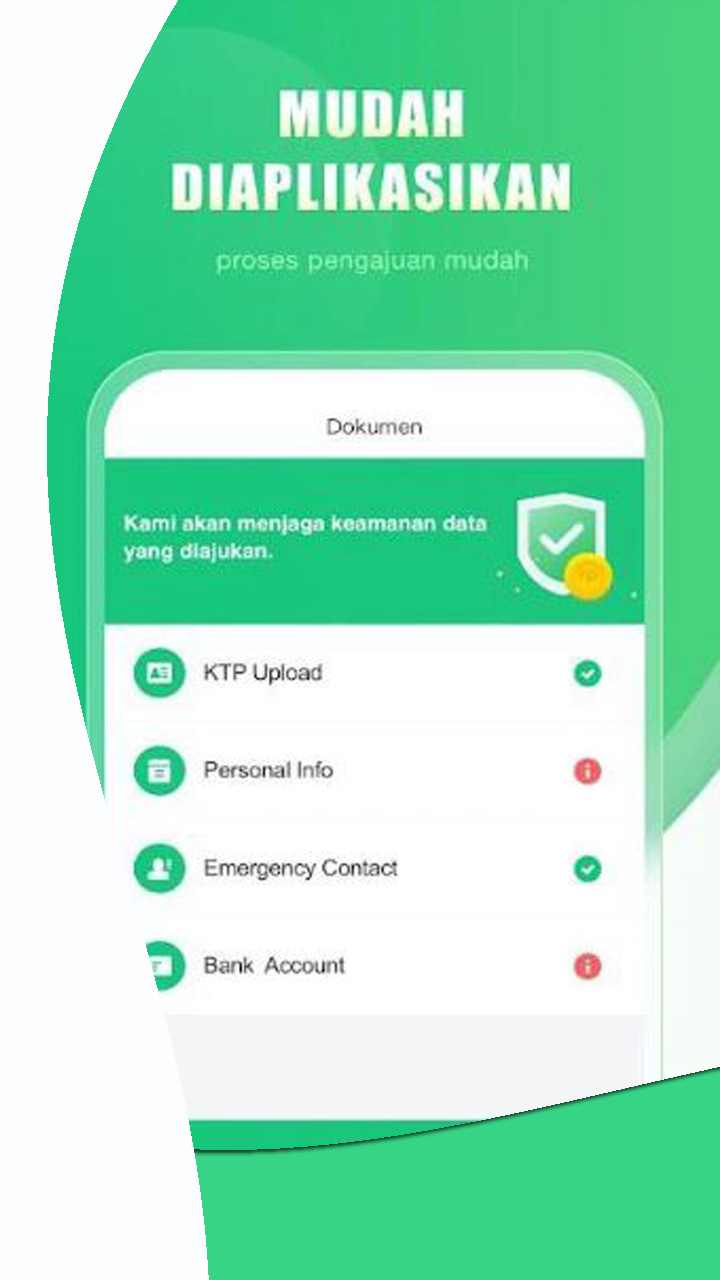 MUDAH
DIAPLIKASIKAN
proses pengajuan mudah
Dokumen
Kami akan menjaga keamanan data
yang diajukan.
KTP Upload
Personal Info
Emergency Contact
Bank Account